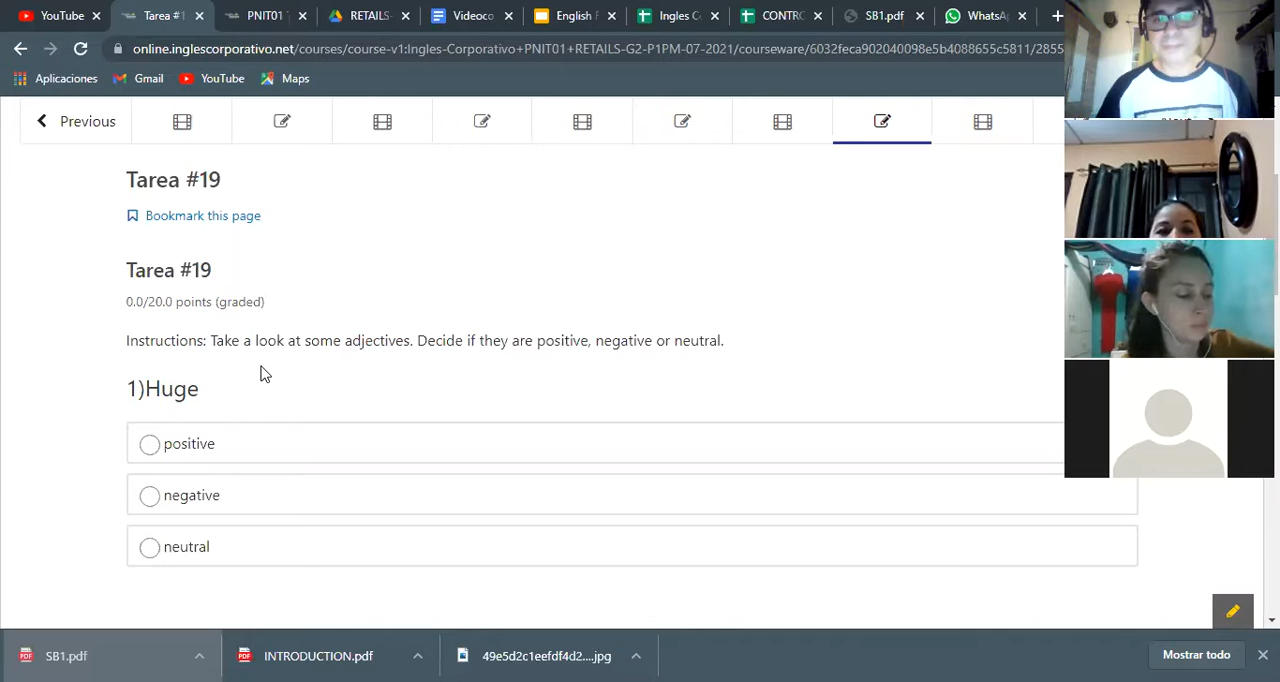 YouTube
Tarea #1
PNIT01
RETAILS-
Videoco
English F
Ingles Co
CONTRO
SB1.pdf
WhatsA
online.inglescorporativo.net/courses/course-v1:Ingles-Corporativo+PNIT01+RETAILS-G2-P1PM-07-2021/courseware/6032feca902040098e5b4088655c5811/2855
Aplicaciones
Gmail
YouTube
Maps
Previous
Tarea #19
Bookmark this page
Tarea #19
0.0/20.0 points (graded)
Instructions: Take a look at some adjectives. Decide if they are positive, negative or neutral.
1)Huge
positive
negative
neutral
SB1.pdf
INTRODUCTION.pdf
49e5d2c1eefdf4d2....jpg
Mostrar todo